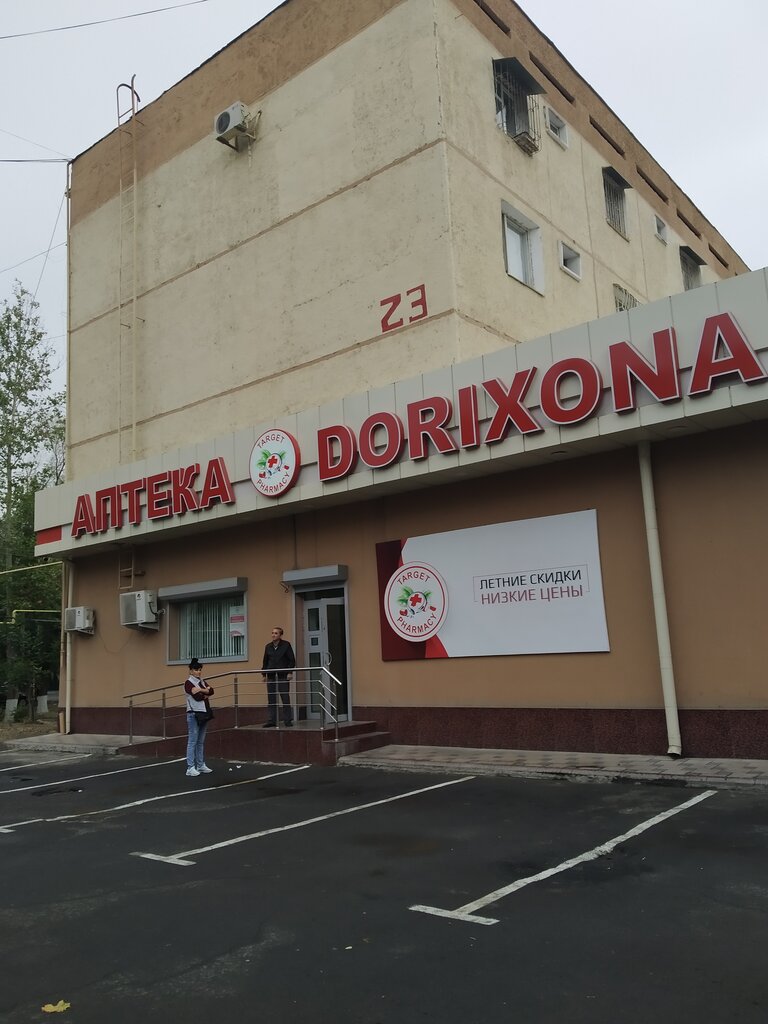 23
АПТЕКА
TARGET
PHARMACY
DORIXONA
TARGET
PHARMACY
ЛЕТНИЕ СКИДКИ
НИЗКИЕ ЦЕНЫ